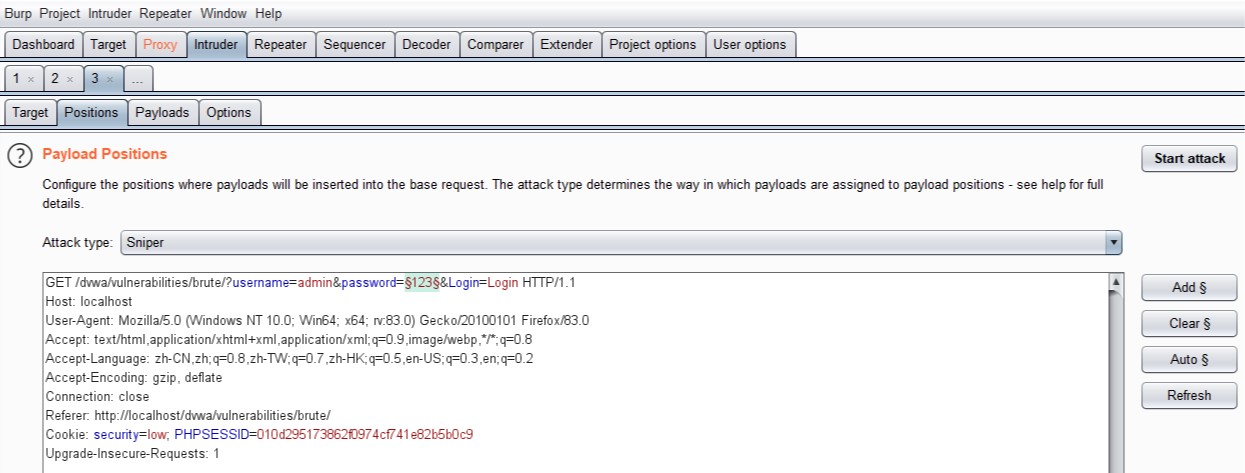 Burp Project Intruder Repeater Window Help
Dashboard Target Proxy Intruder Repeater Sequencer Decoder Comparer Extender Project options User options
1 × 2 × 3 × ...
Target Positions Payloads Options
? Payload Positions
Start attack
Configure the positions where payloads will be inserted into the base request. The attack type determines the way in which payloads are assigned to payload positions - see help for full
details.
Attack type: Sniper
GET /dvwa/vulnerabilities/brute/?username=admin&password=§123§&Login=Login HTTP/1.1
Host: localhost
User-Agent: Mozilla/5.0 (Windows NT 10.0; Win64; x64; rv:83.0) Gecko/20100101 Firefox/83.0
Accept: text/html,application/xhtml+xml,application/xml;q=0.9,image/webp,*/*;q=0.8
Accept-Language: zh-CN,zh;q=0.8,zh-TW;q=0.7,zh-HK;q=0.5,en-US;q=0.3,en;q=0.2
Accept-Encoding: gzip, deflate
Connection: close
Referer: http://localhost/dvwa/vulnerabilities/brute/
Cookie: security=low; PHPSESSID=010d295173862f0974cf741e82b5b0c9
Upgrade-Insecure-Requests: 1
Add §
Clear §
Auto §
Refresh